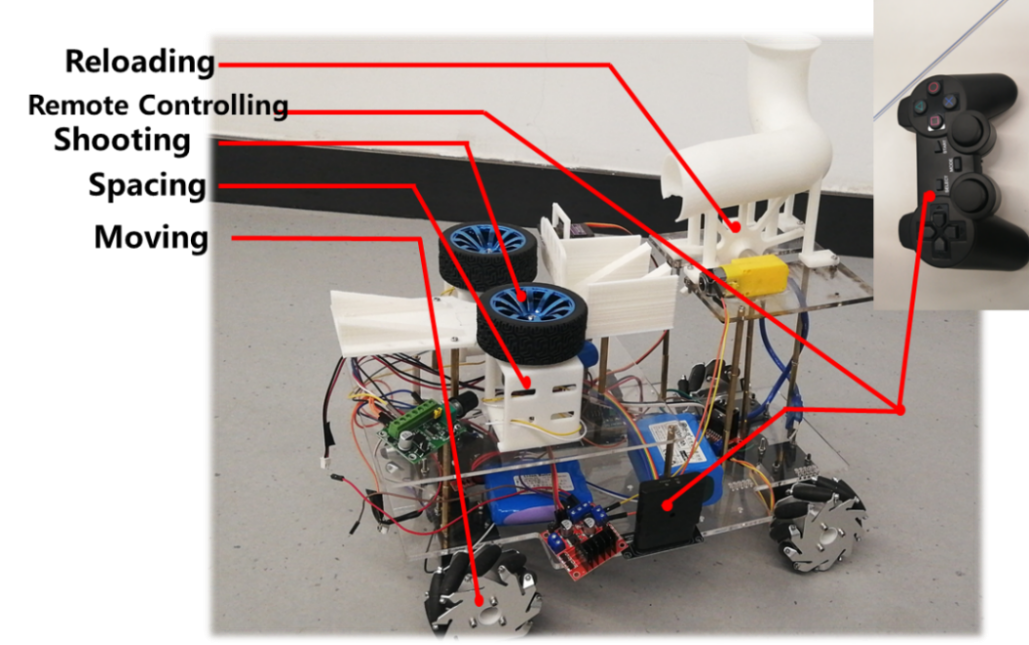 Reloading
Remote Controlling
Shooting
Spacing
Moving